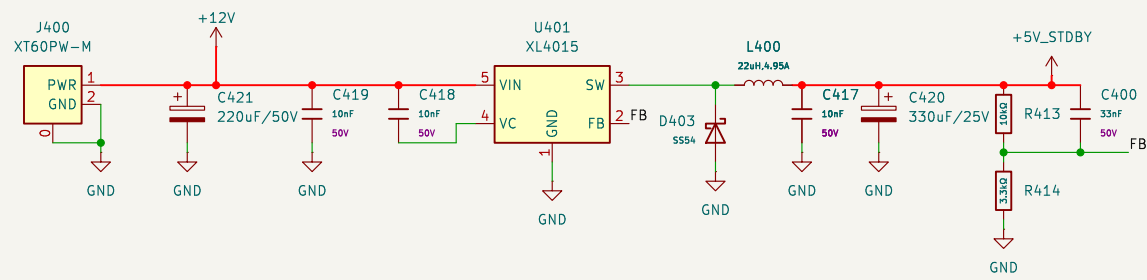 J400
XT60PW-M
PWR 1
GND 2
0
GND
+12V
C421
220uF/50V
GND
C419
10nF
50V
GND
C418
10nF
50V
U401
XL4015
5 VIN
4 VC
GND
1
SW 3
FB 2
FB
GND
D403
SS54
GND
L400
22uH,4.95A
C417
10nF
50V
GND
C420
330uF/25V
GND
+5V_STDBY
10kΩ
R413
C400
33nF
50V
FB
3.3kΩ
R414
GND